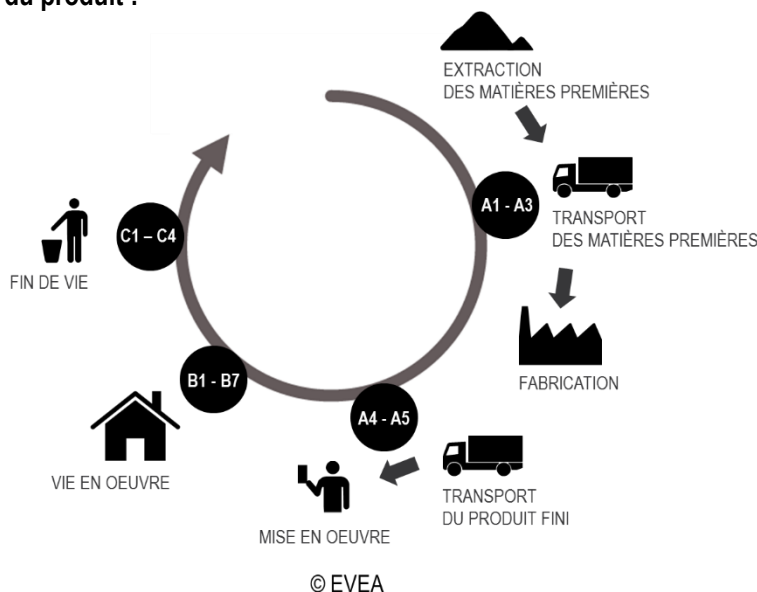 du produit :
EXTRACTION
DES MATIÈRES PREMIÈRES
A1 - A3
TRANSPORT
DES MATIÈRES PREMIÈRES
C1 – C4
FIN DE VIE
FABRICATION
B1 - B7
A4 - A5
VIE EN OEUVRE
TRANSPORT
DU PRODUIT FINI
MISE EN OEUVRE
© EVEA